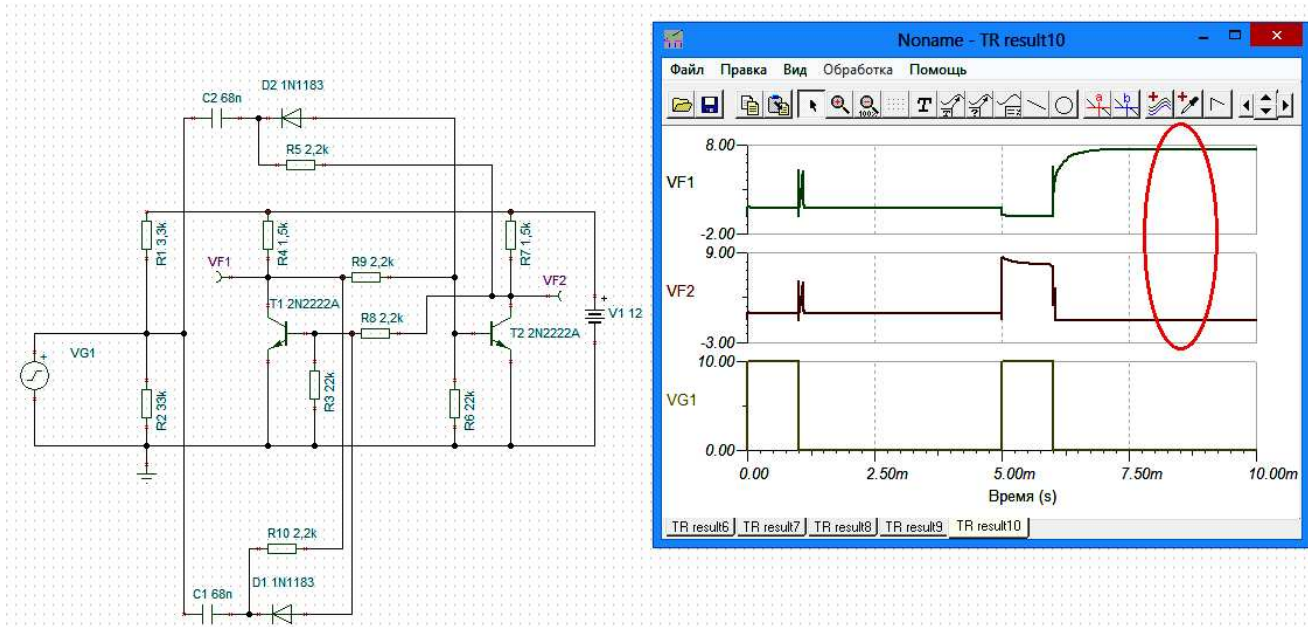 C2 68n
D2 1N1183
R5 2,2k
R1 3,3k
R4 1,5k
R7 1,5k
VF1
R9 2,2k
VF2
T1 2N2222A
R8 2,2k
T2 2N2222A
+
V1 12
VG1
+
R2 33k
R3 22k
R6 22k
R10 2,2k
C1 68n
D1 1N1183
Noname - TR result10
Файл Правка Вид Обработка Помощь
100%
T
a
b
8.00
VF1
-2.00
9.00
VF2
-3.00
10.00
VG1
0.00
0.00 2.50m 5.00m 7.50m 10.00m
Время (s)
TR result6 TR result7 TR result8 TR result9 TR result10